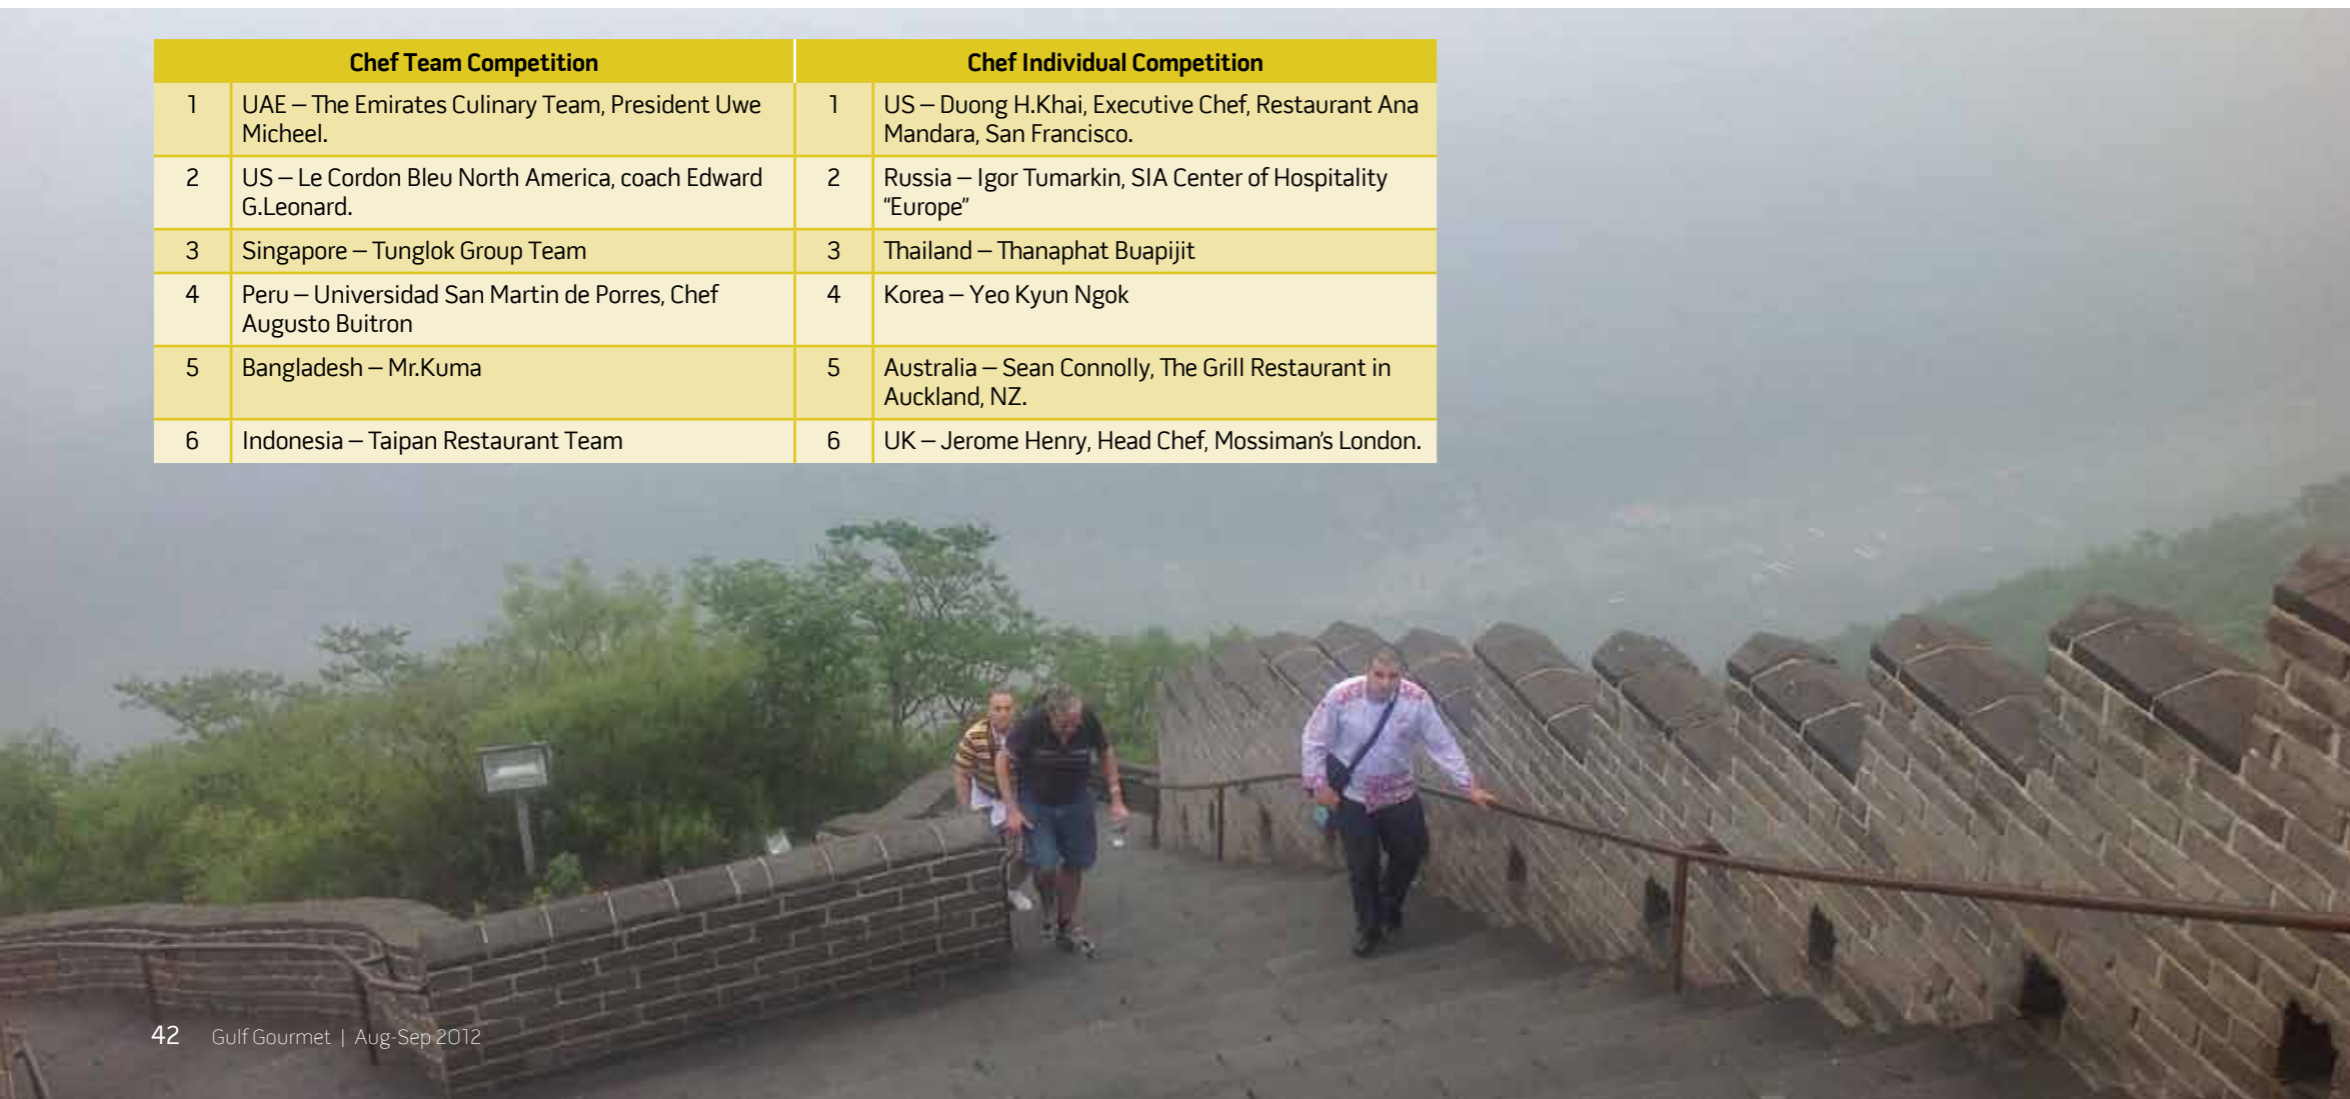 Chef Team Competition
Chef Individual Competition
1
UAE – The Emirates Culinary Team, President Uwe
Micheel.
1
US – Duong H.Khai, Executive Chef, Restaurant Ana
Mandara, San Francisco.
2
US – Le Cordon Bleu North America, coach Edward
G.Leonard.
2
Russia – Igor Tumarkin, SIA Center of Hospitality
“Europe”
3
Singapore – Tunglok Group Team
3
Thailand – Thanaphat Buapijit
4
Peru – Universidad San Martin de Porres, Chef
Augusto Buitron
4
Korea – Yeo Kyun Ngok
5
Bangladesh – Mr.Kuma
5
Australia – Sean Connolly, The Grill Restaurant in
Auckland, NZ.
6
Indonesia – Taipan Restaurant Team
6
UK – Jerome Henry, Head Chef, Mossiman’s London.
42 Gulf Gourmet | Aug-Sep 2012